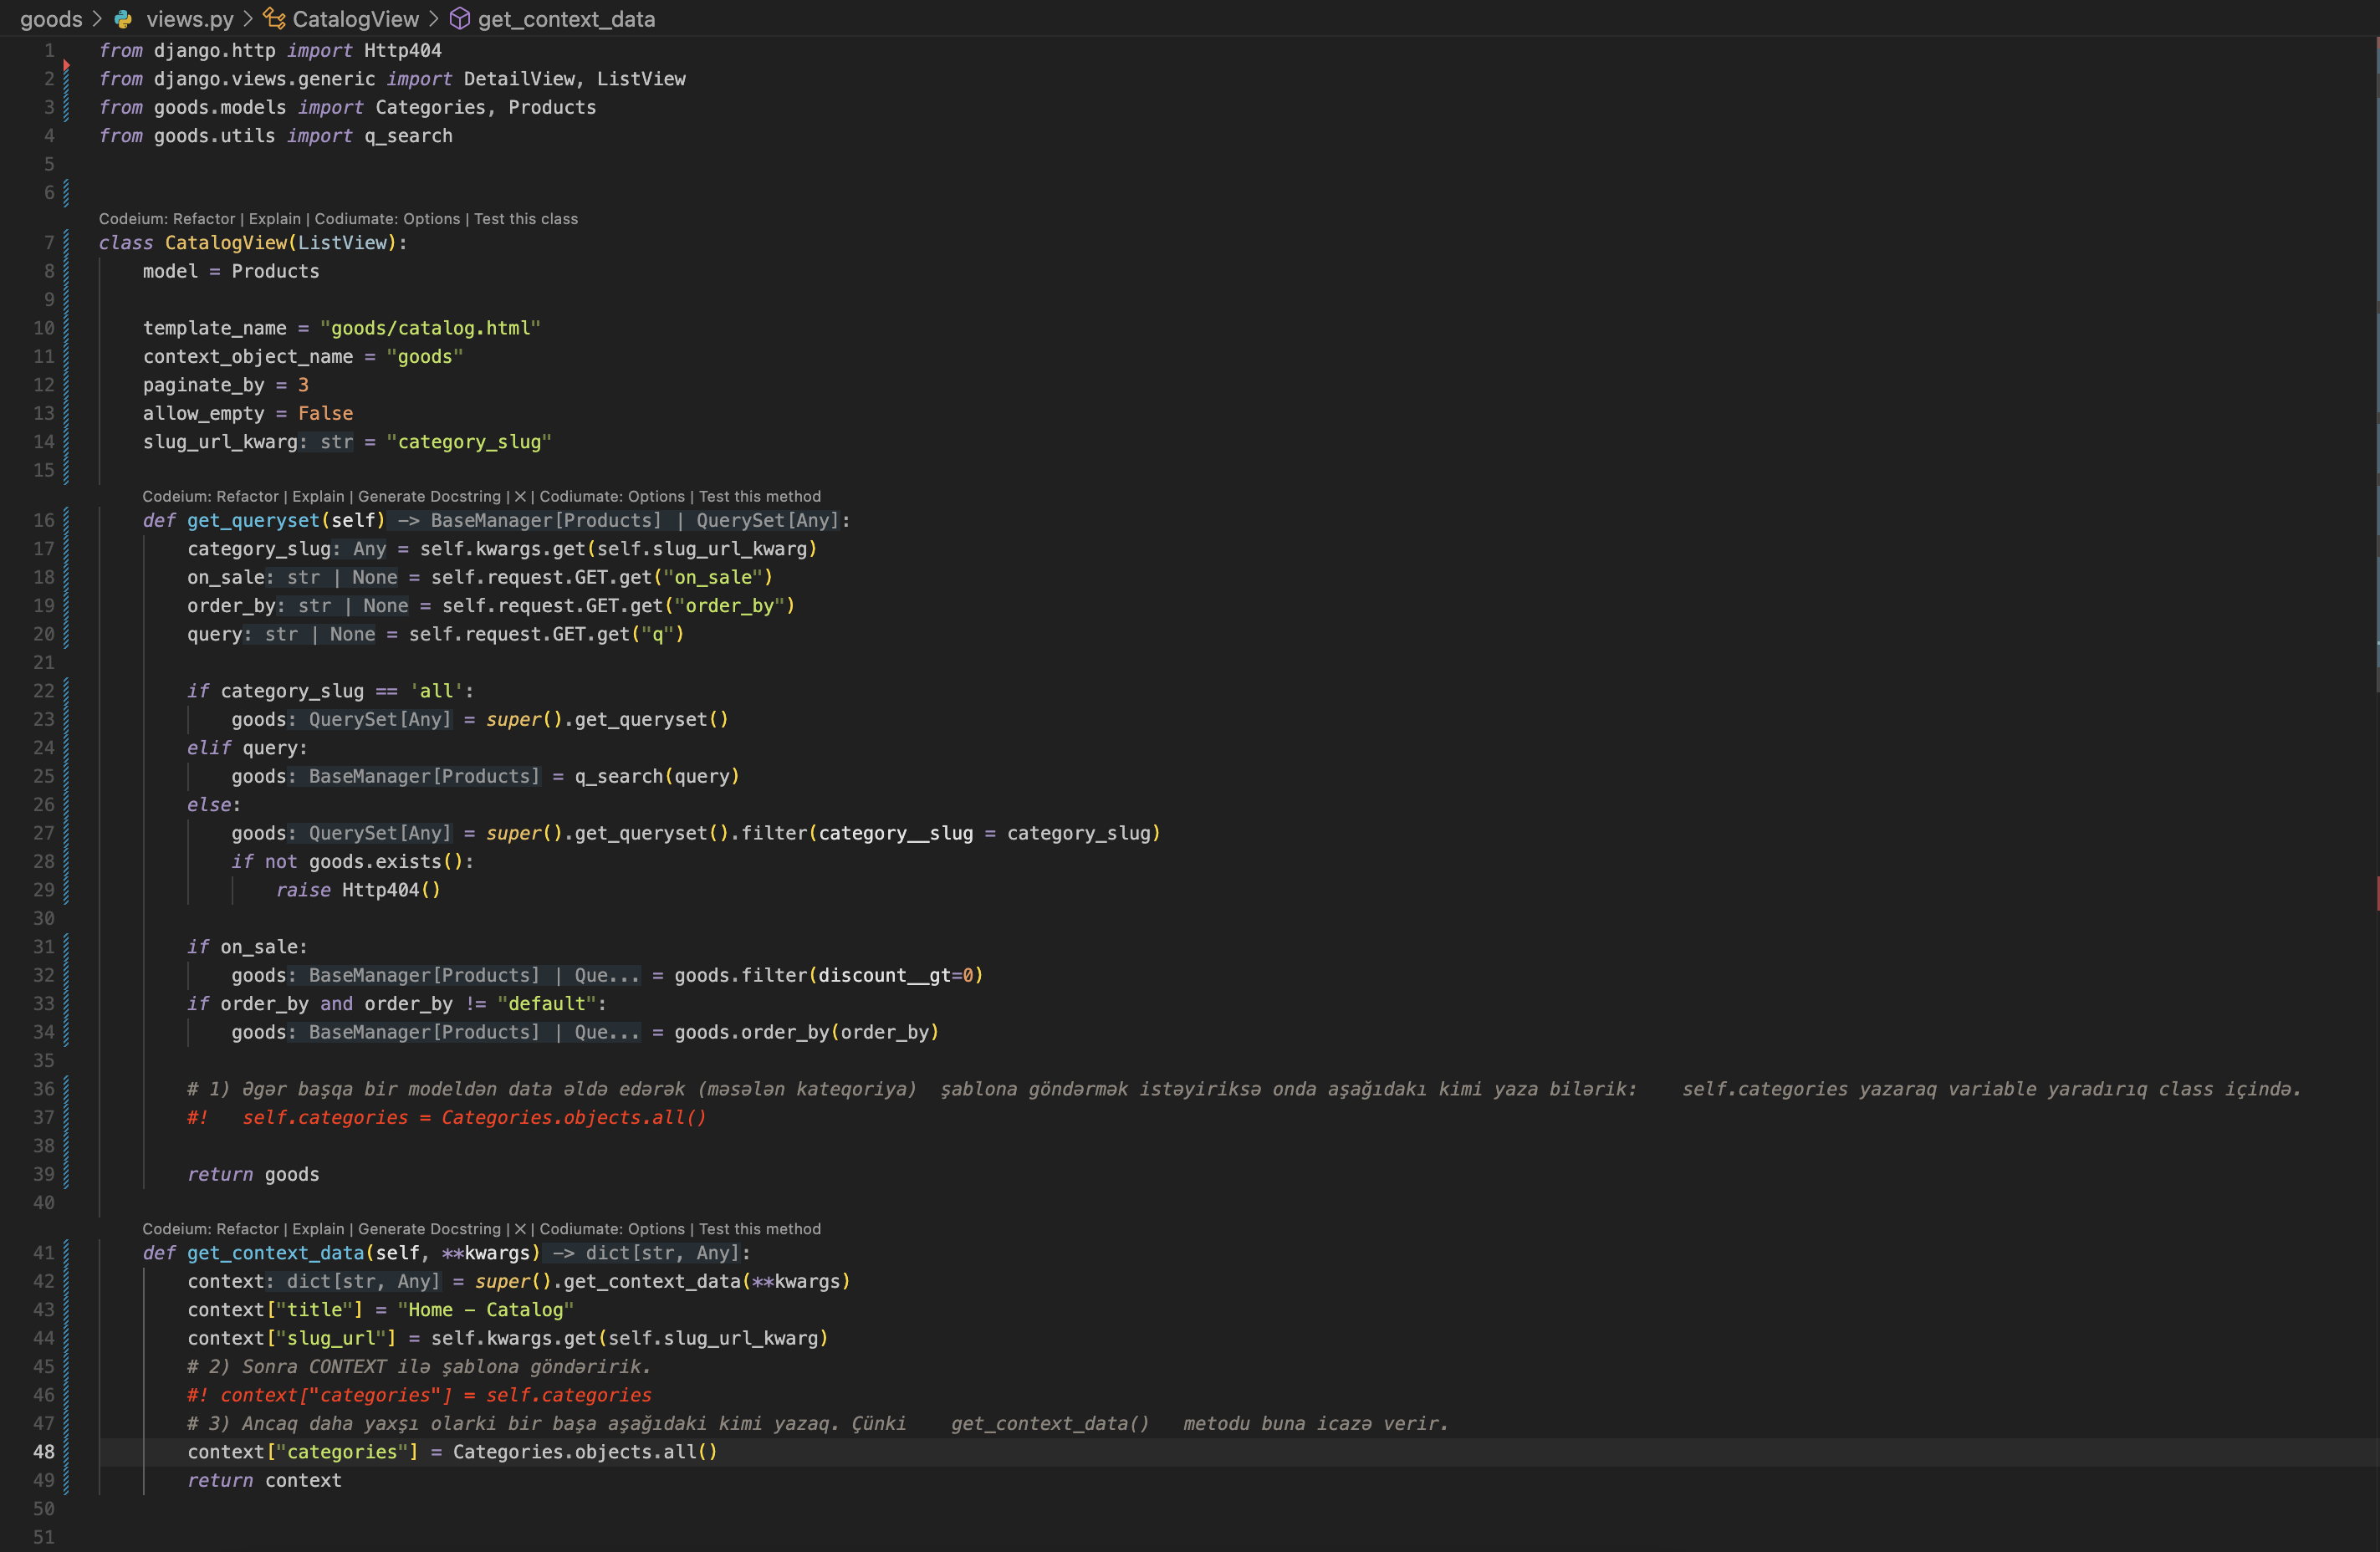 goods > views.py > CatalogView > get_context_data
1 from django.http import Http404
2 from django.views.generic import DetailView, ListView
3 from goods.models import Categories, Products
4 from goods.utils import q_search
5
6
Codeium: Refactor | Explain | Codiumate: Options | Test this class
7 class CatalogView(ListView):
8     model = Products
9
10     template_name = "goods/catalog.html"
11     context_object_name = "goods"
12     paginate_by = 3
13     allow_empty = False
14     slug_url_kwarg: str = "category_slug"
15
Codeium: Refactor | Explain | Generate Docstring | X | Codiumate: Options | Test this method
16     def get_queryset(self) -> BaseManager[Products] | QuerySet[Any]:
17         category_slug: Any = self.kwargs.get(self.slug_url_kwarg)
18         on_sale: str | None = self.request.GET.get("on_sale")
19         order_by: str | None = self.request.GET.get("order_by")
20         query: str | None = self.request.GET.get("q")
21
22         if category_slug == 'all':
23             goods: QuerySet[Any] = super().get_queryset()
24         elif query:
25             goods: BaseManager[Products] = q_search(query)
26         else:
27             goods: QuerySet[Any] = super().get_queryset().filter(category__slug = category_slug)
28             if not goods.exists():
29                 raise Http404()
30
31         if on_sale:
32             goods: BaseManager[Products] | Que... = goods.filter(discount__gt=0)
33         if order_by and order_by != "default":
34             goods: BaseManager[Products] | Que... = goods.order_by(order_by)
35
36         # 1) Əgər başqa bir modeldən data əldə edərək (məsələn kateqoriya)  şablona göndərmək istəyiriksə onda aşağıdakı kimi yaza bilərik:    self.categories yazaraq variable yaradırıq class içində.
37         #!   self.categories = Categories.objects.all()
38
39         return goods
40
Codeium: Refactor | Explain | Generate Docstring | X | Codiumate: Options | Test this method
41     def get_context_data(self, **kwargs) -> dict[str, Any]:
42         context: dict[str, Any] = super().get_context_data(**kwargs)
43         context["title"] = "Home - Catalog"
44         context["slug_url"] = self.kwargs.get(self.slug_url_kwarg)
45         # 2) Sonra CONTEXT ilə şablona göndəririk.
46         #! context["categories"] = self.categories
47         # 3) Ancaq daha yaxşı olarki bir başa aşağıdaki kimi yazaq. Çünki    get_context_data()   metodu buna icazə verir.
48         context["categories"] = Categories.objects.all()
49         return context
50
51